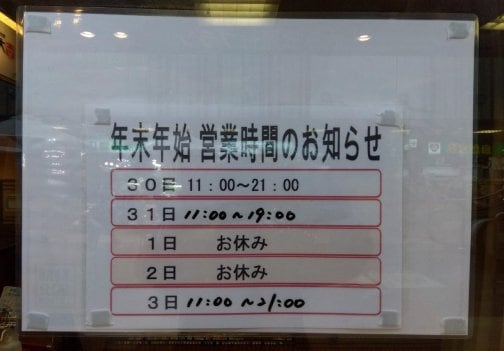 年末年始 営業時間のお知らせ
30日 11:00～21:00
31日 11:00～19:00
1日 お休み
2日 お休み
3日 11:00～21:00